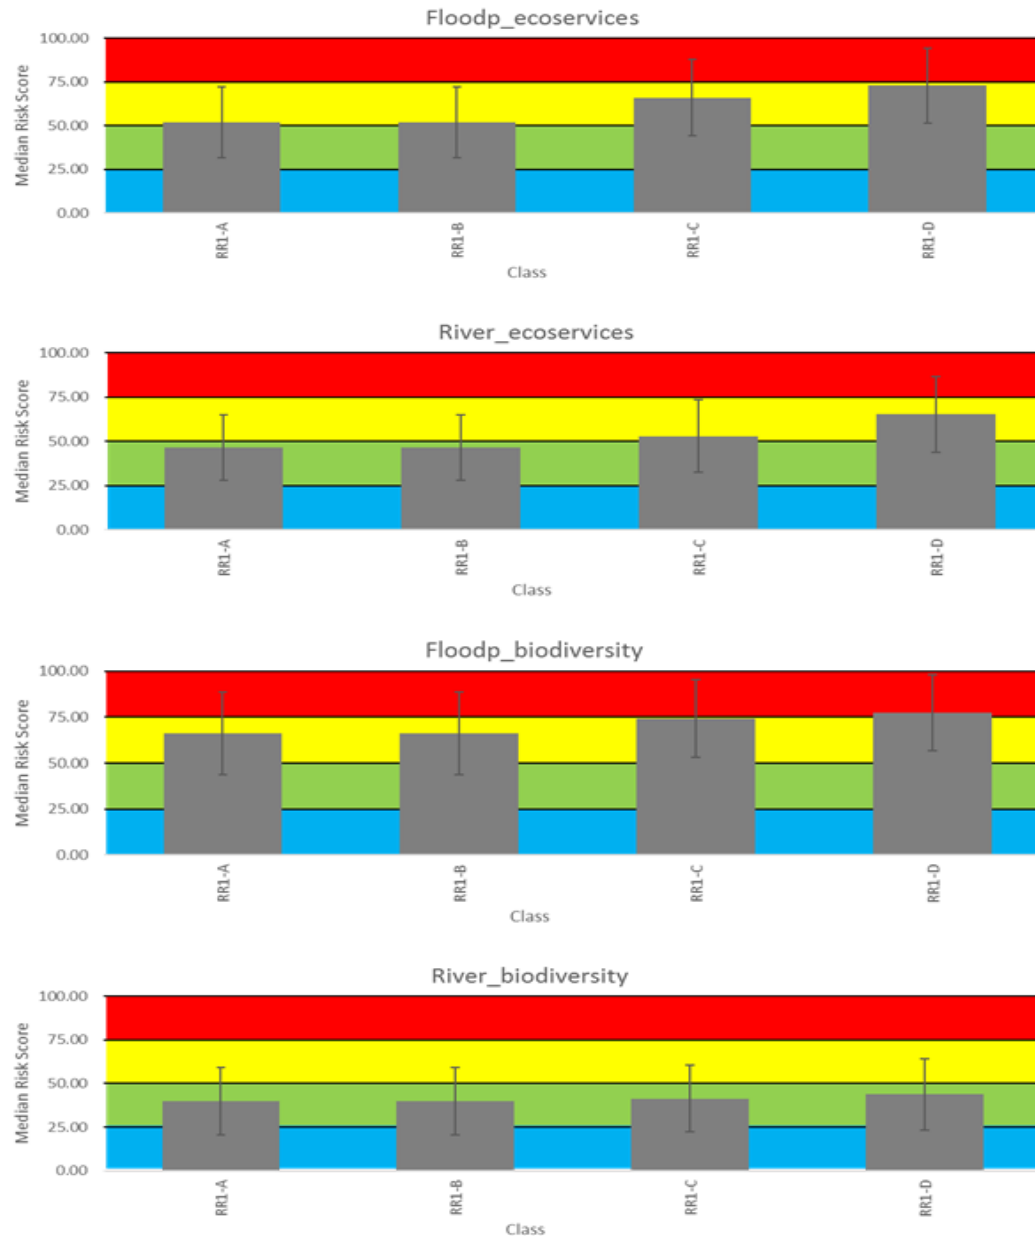 Floodp_ecoservices
Median Risk Score
100.00
75.00
50.00
25.00
0.00
RR1-A
RR1-B
RR1-C
RR1-D
Class
River_ecoservices
Median Risk Score
100.00
75.00
50.00
25.00
0.00
RR1-A
RR1-B
RR1-C
RR1-D
Class
Floodp_biodiversity
Median Risk Score
100.00
75.00
50.00
25.00
0.00
RR1-A
RR1-B
RR1-C
RR1-D
Class
River_biodiversity
Median Risk Score
100.00
75.00
50.00
25.00
0.00
RR1-A
RR1-B
RR1-C
RR1-D
Class